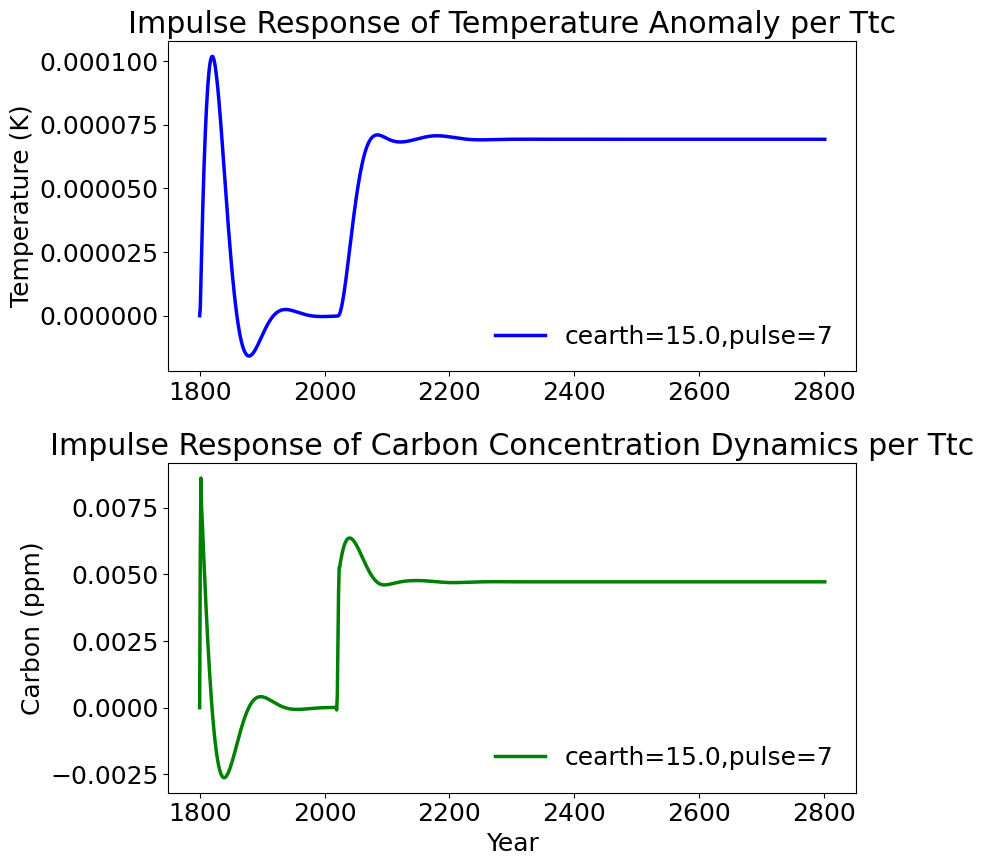 Impulse Response of Temperature Anomaly per Ttc
0.000100
0.000075
0.000050
0.000025
0.000000
Temperature (K)
cearth=15.0,pulse=7
1800 2000 2200 2400 2600 2800
Impulse Response of Carbon Concentration Dynamics per Ttc
0.0075
0.0050
0.0025
0.0000
−0.0025
Carbon (ppm)
cearth=15.0,pulse=7
1800 2000 2200 2400 2600 2800
Year